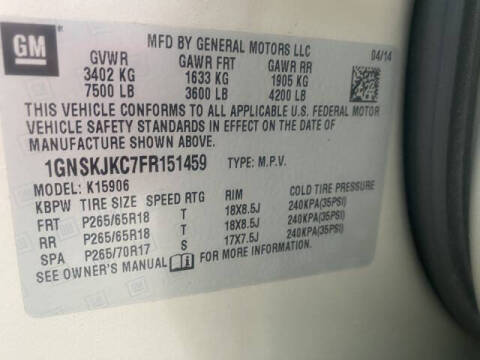 GM
MFD BY GENERAL MOTORS LLC
04/14
GVWR GAWR FRT GAWR RR
3402 KG 1633 KG 1905 KG
7500 LB 3600 LB 4200 LB
THIS VEHICLE CONFORMS TO ALL APPLICABLE U.S. FEDERAL MOTOR
VEHICLE SAFETY STANDARDS IN EFFECT ON THE DATE OF
MANUFACTURE SHOWN ABOVE.
1GNSKJKC7FR151459 TYPE: M.P.V.
MODEL: K15906
KBPW TIRE SIZE SPEED RTG RIM COLD TIRE PRESSURE
FRT P265/65R18 T 18X8.5J 240KPA(35PSI)
RR P265/65R18 T 18X8.5J 240KPA(35PSI)
SPA P265/70R17 S 17X7.5J 240KPA(35PSI)
SEE OWNER'S MANUAL FOR MORE INFORMATION.